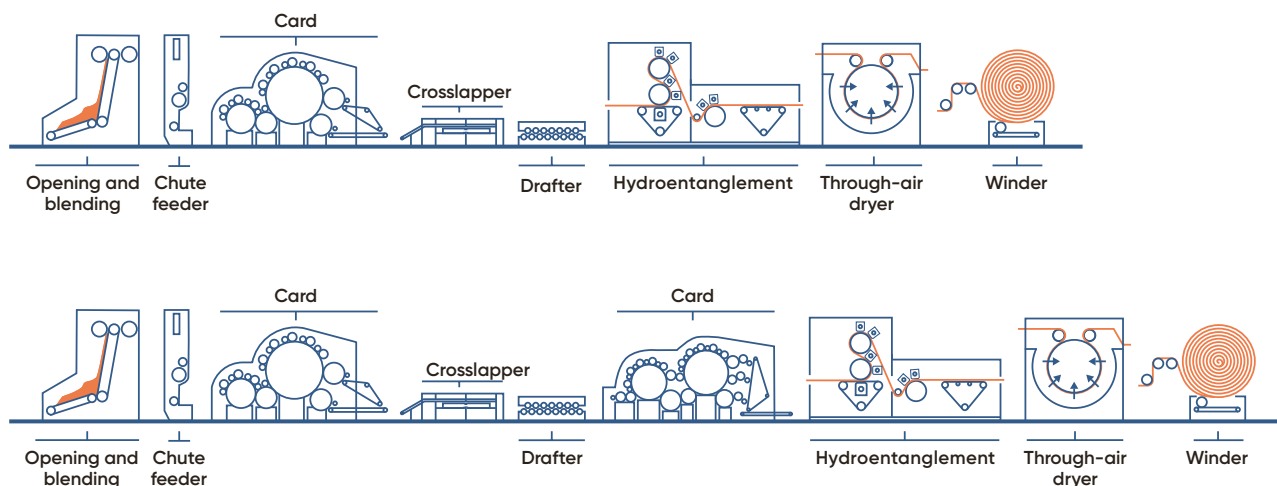 Card
Crosslapper
Opening and
blending
Chute
feeder
Drafter
Hydroentanglement
Through-air
dryer
Winder
Card
Card
Crosslapper
Opening and
blending
Chute
feeder
Drafter
Hydroentanglement
Through-air
dryer
Winder